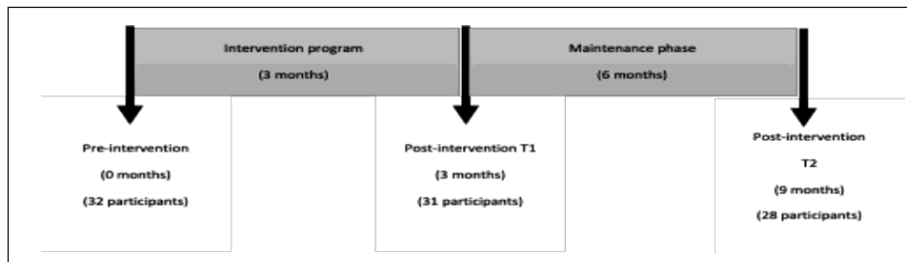 Intervention program
(3 months)
Maintenance phase
(6 months)
Pre-intervention
(0 months)
(32 participants)
Post-intervention T1
(3 months)
(31 participants)
Post-intervention
T2
(9 months)
(28 participants)